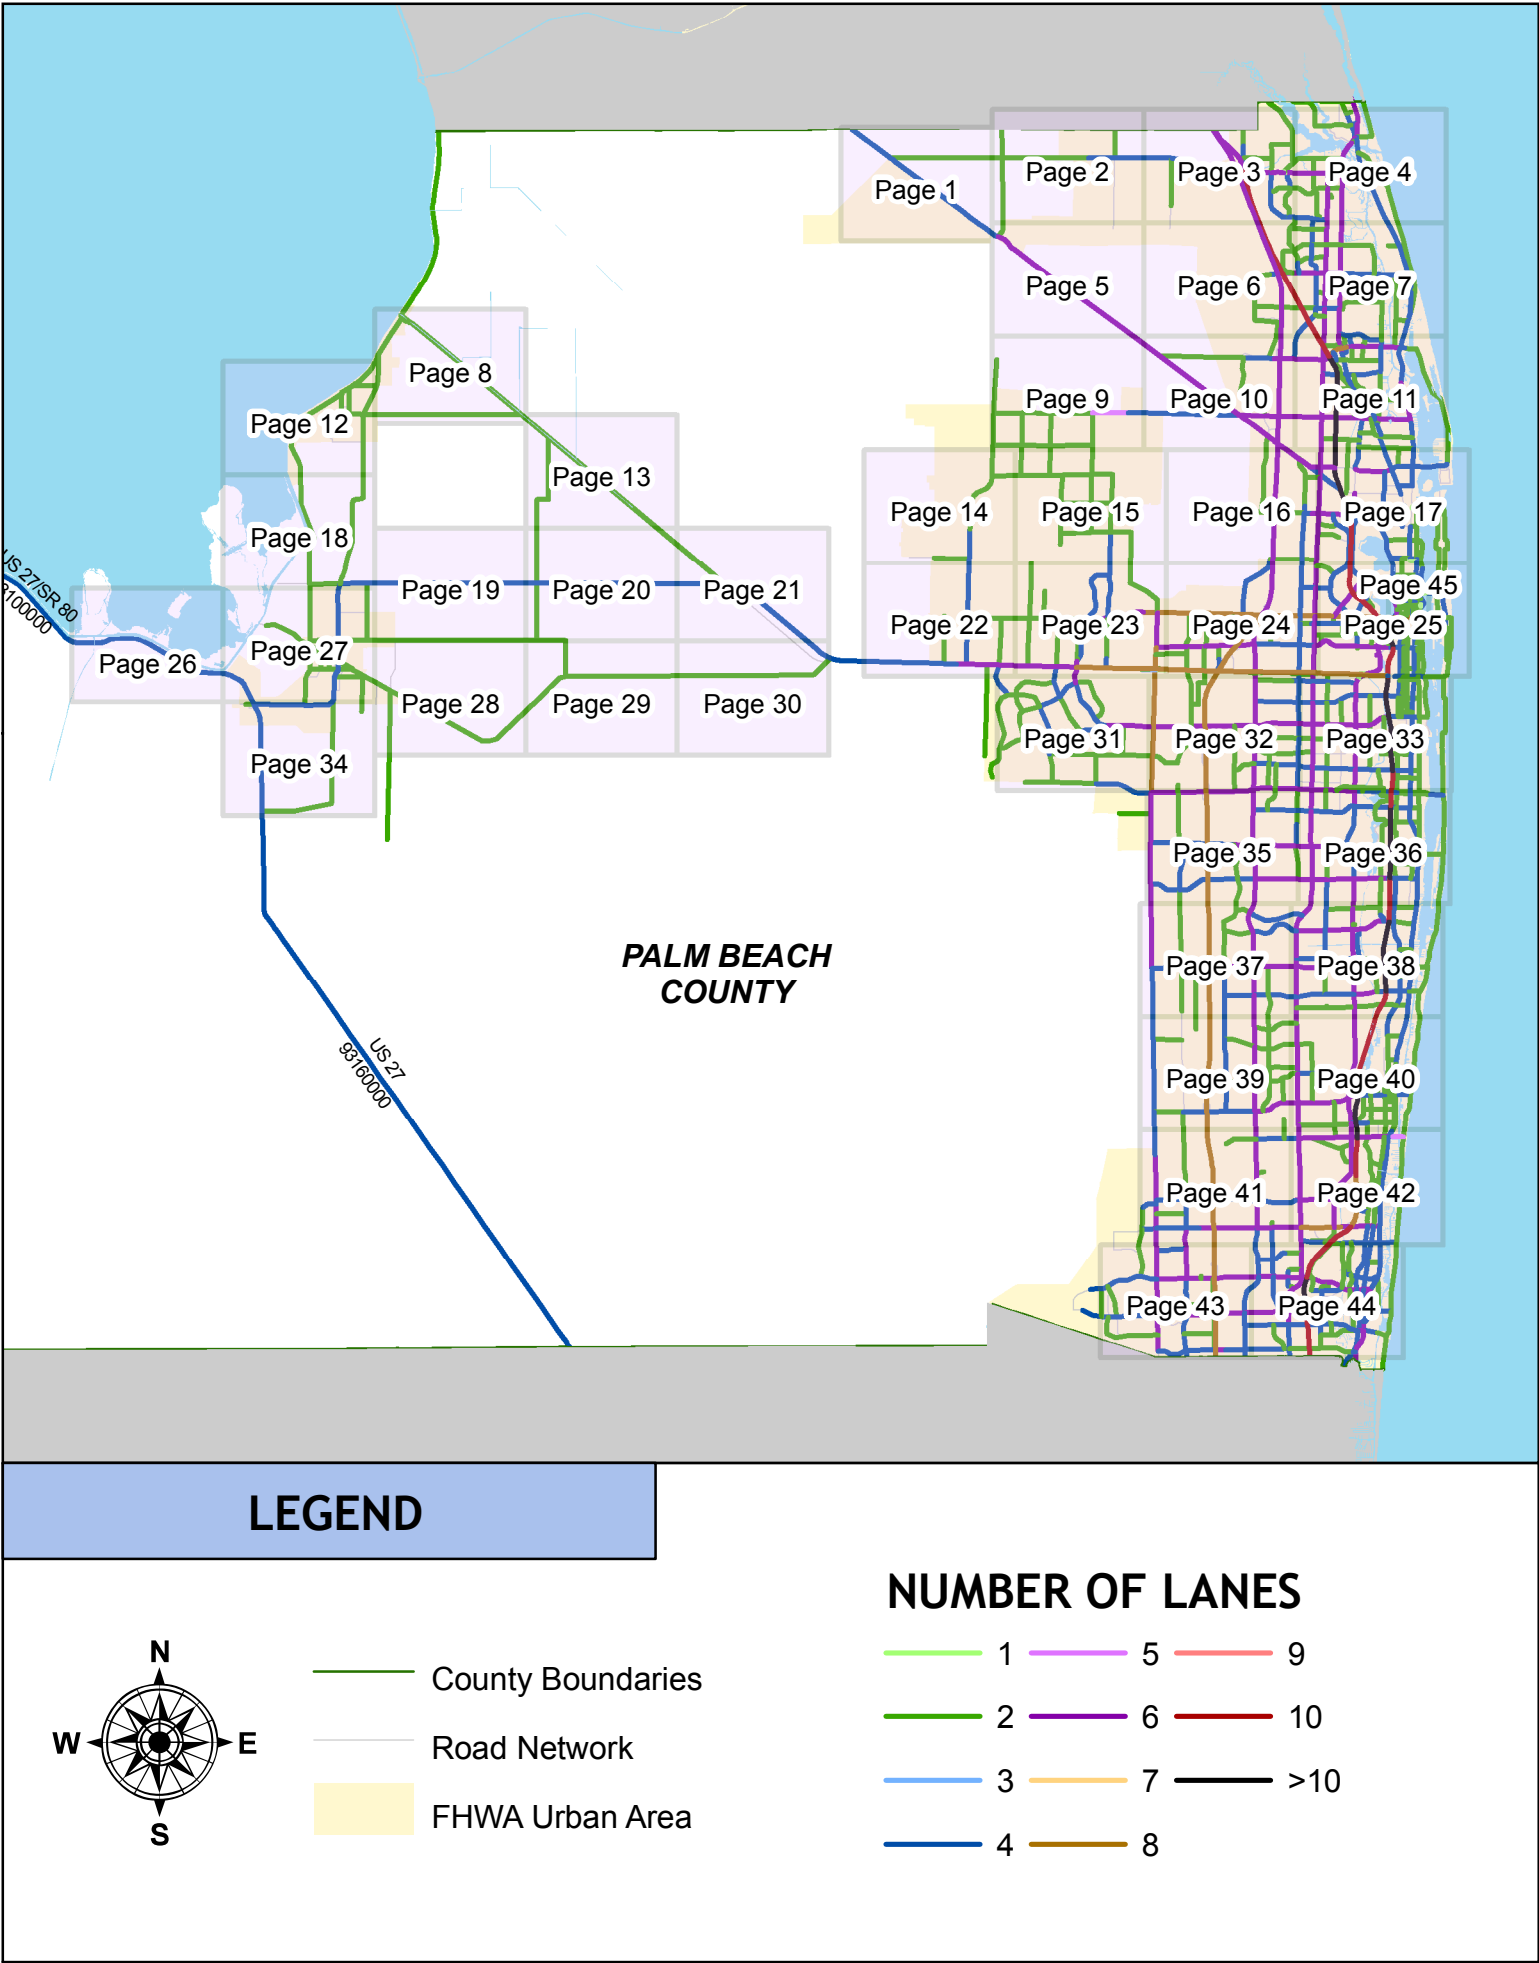 Page 1
Page 2
Page 3
Page 4
Page 5
Page 6
Page 7
Page 8
Page 9
Page 10
Page 11
Page 12
Page 13
Page 14
Page 15
Page 16
Page 17
Page 18
Page 19
Page 20
Page 21
Page 45
Page 22
Page 23
Page 24
Page 25
US 27/SR 80
3100000
Page 26
Page 27
Page 28
Page 29
Page 30
Page 31
Page 32
Page 33
Page 34
Page 35
Page 36
PALM BEACH
COUNTY
Page 37
Page 38
US 27
93160000
Page 39
Page 40
Page 41
Page 42
Page 43
Page 44
LEGEND
N
W
E
S
County Boundaries
Road Network
FHWA Urban Area
NUMBER OF LANES
1
5
9
2
6
10
3
7
>10
4
8